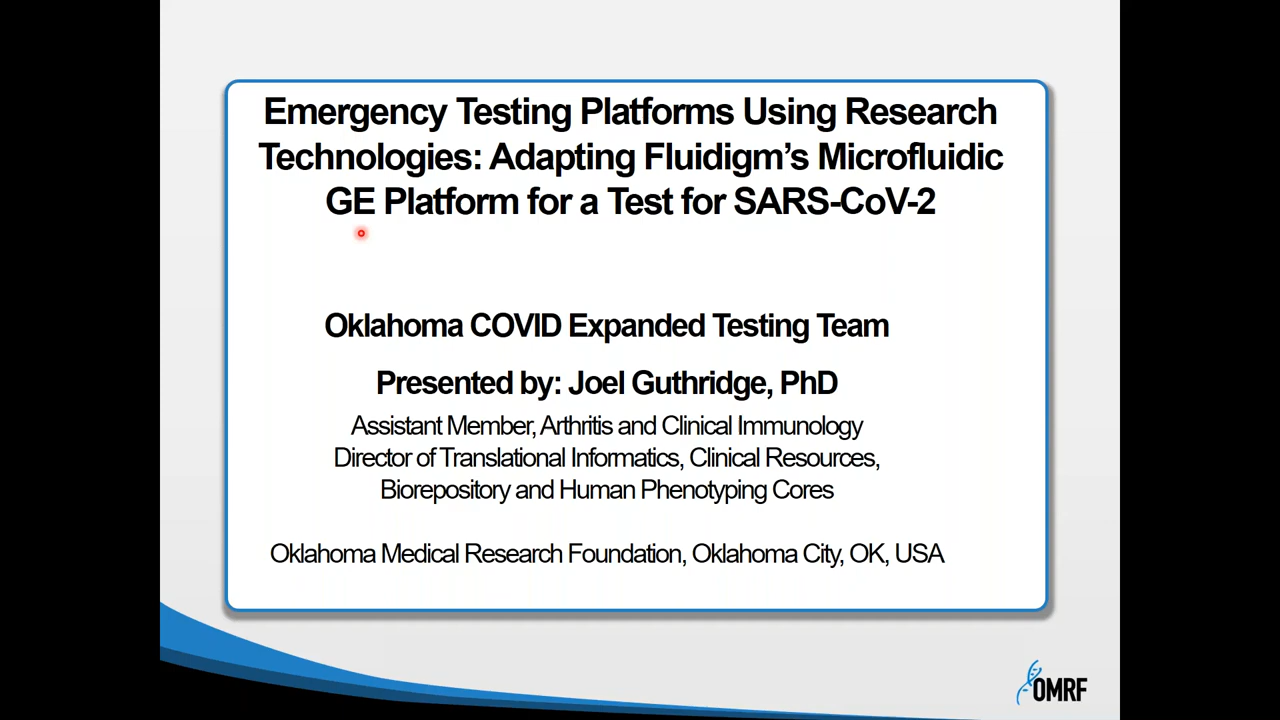 Emergency Testing Platforms Using Research
Technologies: Adapting Fluidigm’s Microfluidic
GE Platform for a Test for SARS-CoV-2
Oklahoma COVID Expanded Testing Team
Presented by: Joel Guthridge, PhD
Assistant Member, Arthritis and Clinical Immunology
Director of Translational Informatics, Clinical Resources,
Biorepository and Human Phenotyping Cores
Oklahoma Medical Research Foundation, Oklahoma City, OK, USA
OMRF